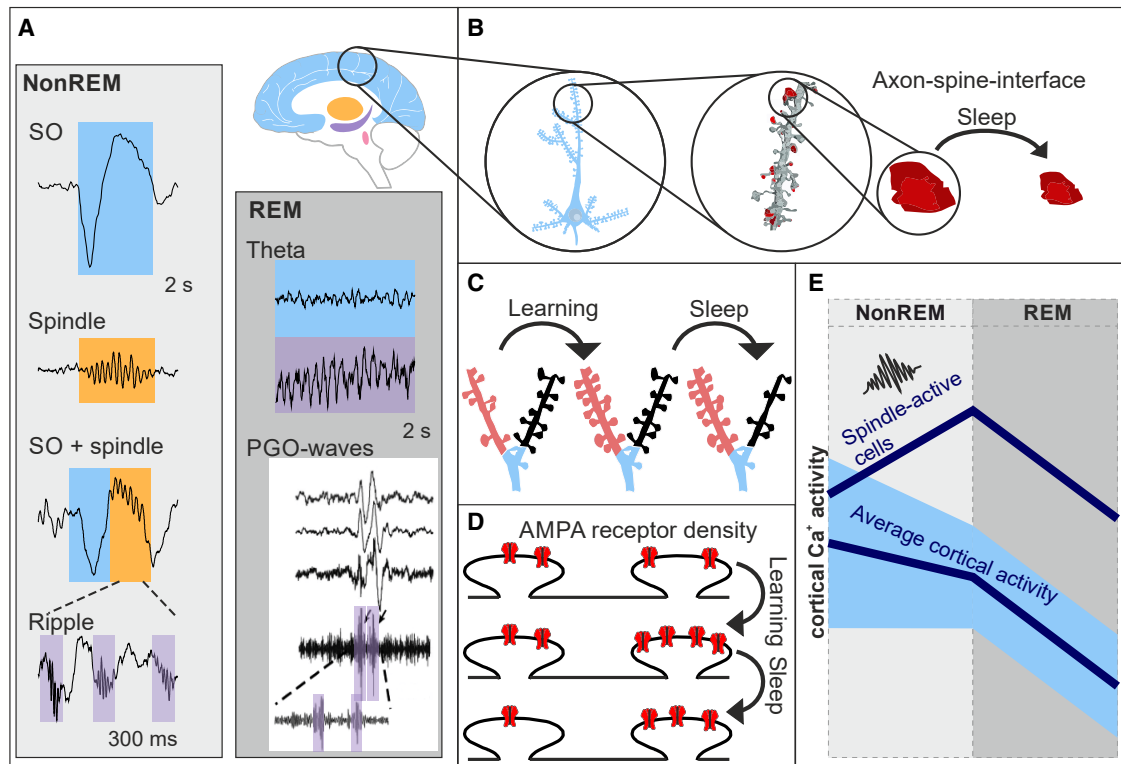 A
NonREM
SO
2 s
Spindle
SO + spindle
Ripple
300 ms
REM
Theta
2 s
PGO-waves
B
Axon-spine-interface
Sleep
C
Learning
Sleep
D
AMPA receptor density
Learning
Sleep
E
NonREM
REM
Spindle-active
cells
Average cortical activity
cortical Ca⁺ activity